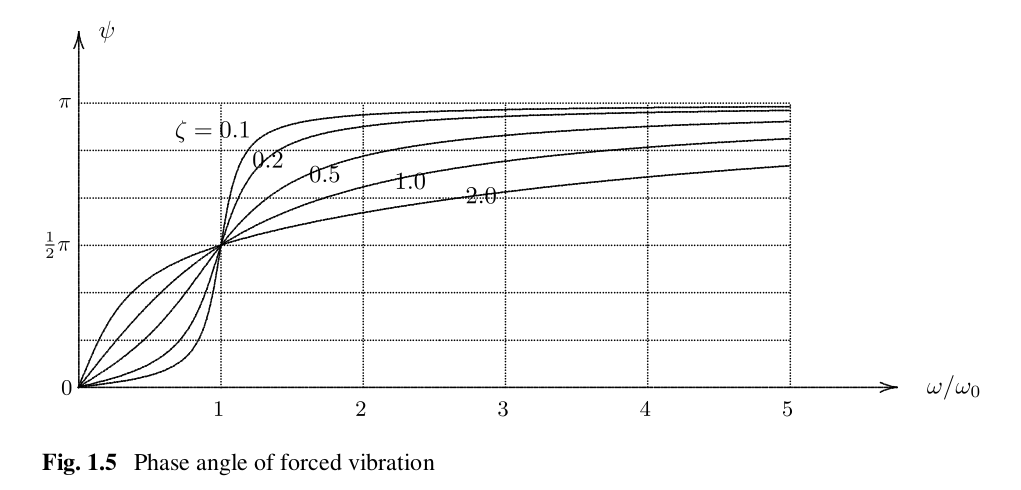 ψ
π
ζ = 0.1
0.2
0.5
1.0
2.0
½π
0
1 2 3 4 5
ω/ω₀
Fig. 1.5 Phase angle of forced vibration